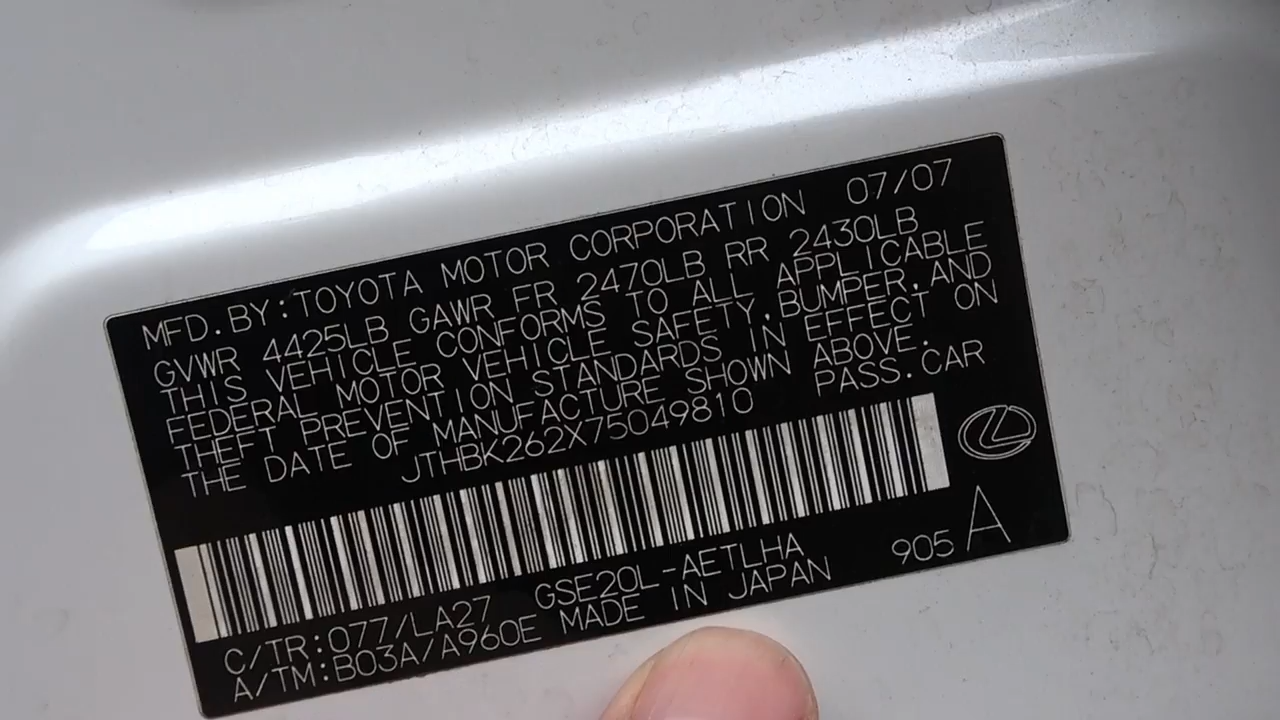 MFD. BY: TOYOTA MOTOR CORPORATION 07/07
GVWR 4425LB GAWR FR 2470LB RR 2430LB
THIS VEHICLE CONFORMS TO ALL APPLICABLE
FEDERAL MOTOR VEHICLE SAFETY, BUMPER, AND
THEFT PREVENTION STANDARDS IN EFFECT ON
THE DATE OF MANUFACTURE SHOWN ABOVE.
JTHBK262X75049810 PASS. CAR
C/TR: 077/LA27 GSE20L-AETLHA 905 A
A/TM: B03A/A960E MADE IN JAPAN